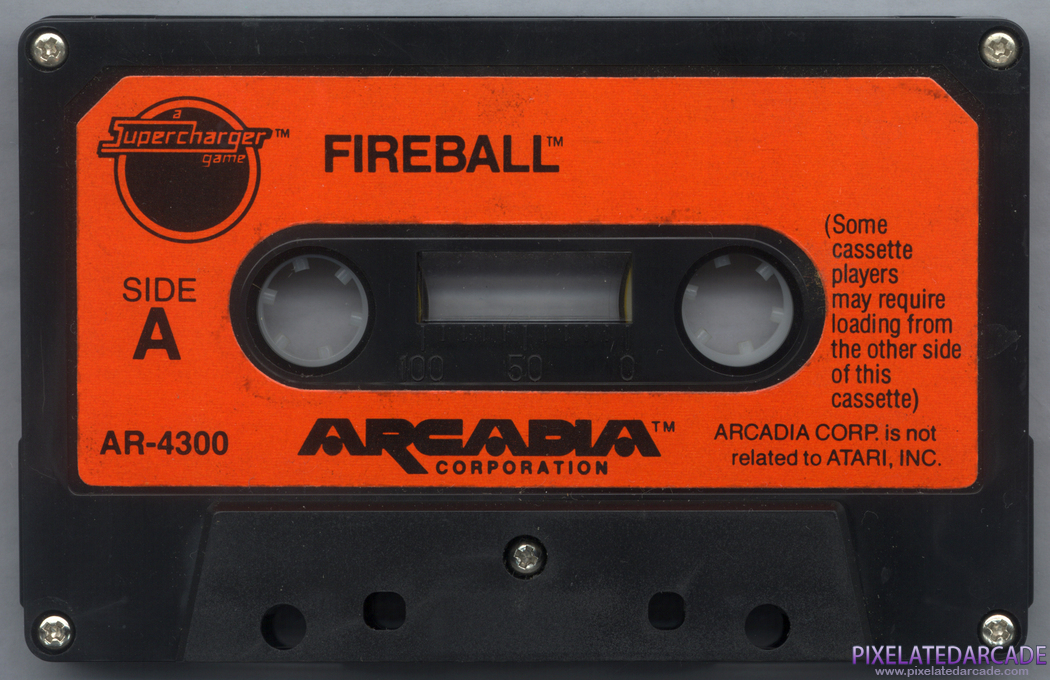 a
Supercharger™
game
FIREBALL™
SIDE
A
(Some
cassette
players
may require
loading from
the other side
of this
cassette)
100 50 0
AR-4300
ARCADIA™
CORPORATION
ARCADIA CORP. is not
related to ATARI, INC.
PIXELATEDARCADE
www.pixelatedarcade.com